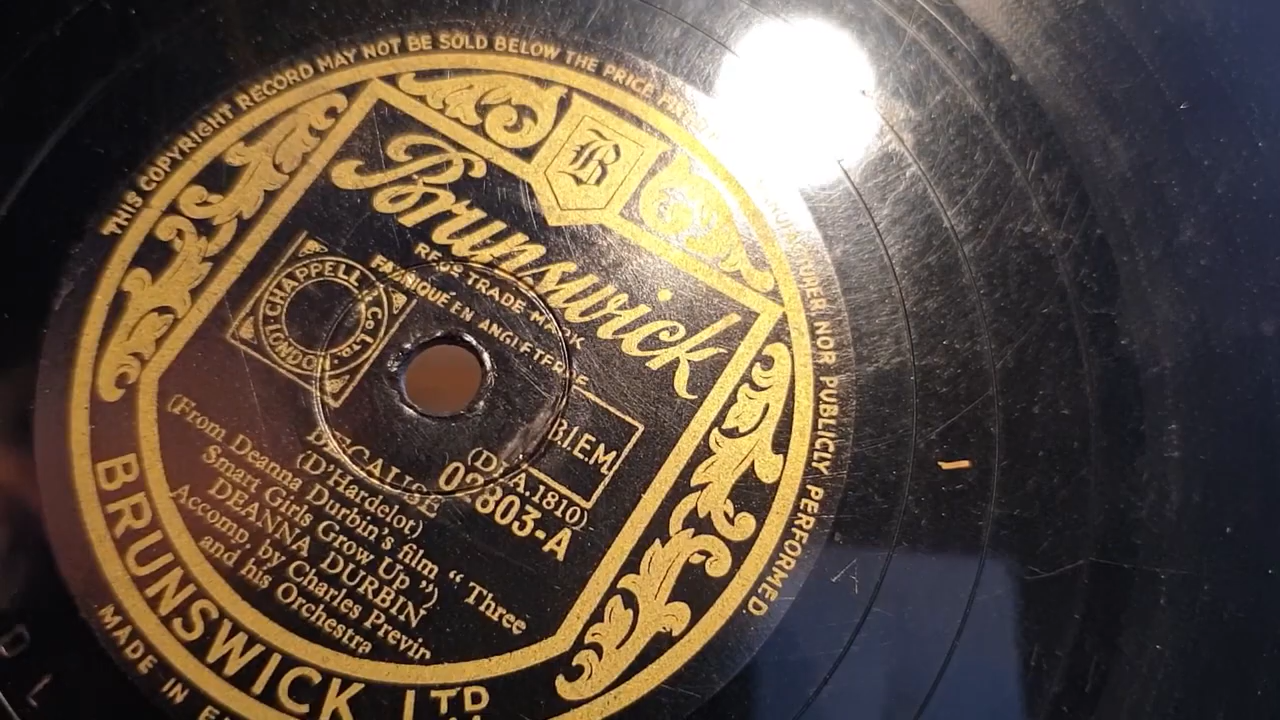 THIS COPYRIGHT RECORD MAY NOT BE SOLD BELOW THE PRICE
NOR PUBLICLY PERFORMED.
B
Brunswick
REGD TRADE MARK
FABRIQUE EN ANGLETERRE
CHAPPELL & CO LTD.
LONDON
BIEM
(DLA.1810)
02803-A
BECAUSE
(D'Hardelot)
(From Deanna Durbin's film "Three
Smart Girls Grow Up")
DEANNA DURBIN
Accomp. by Charles Previn
and his Orchestra
BRUNSWICK LTD
MADE IN
D L